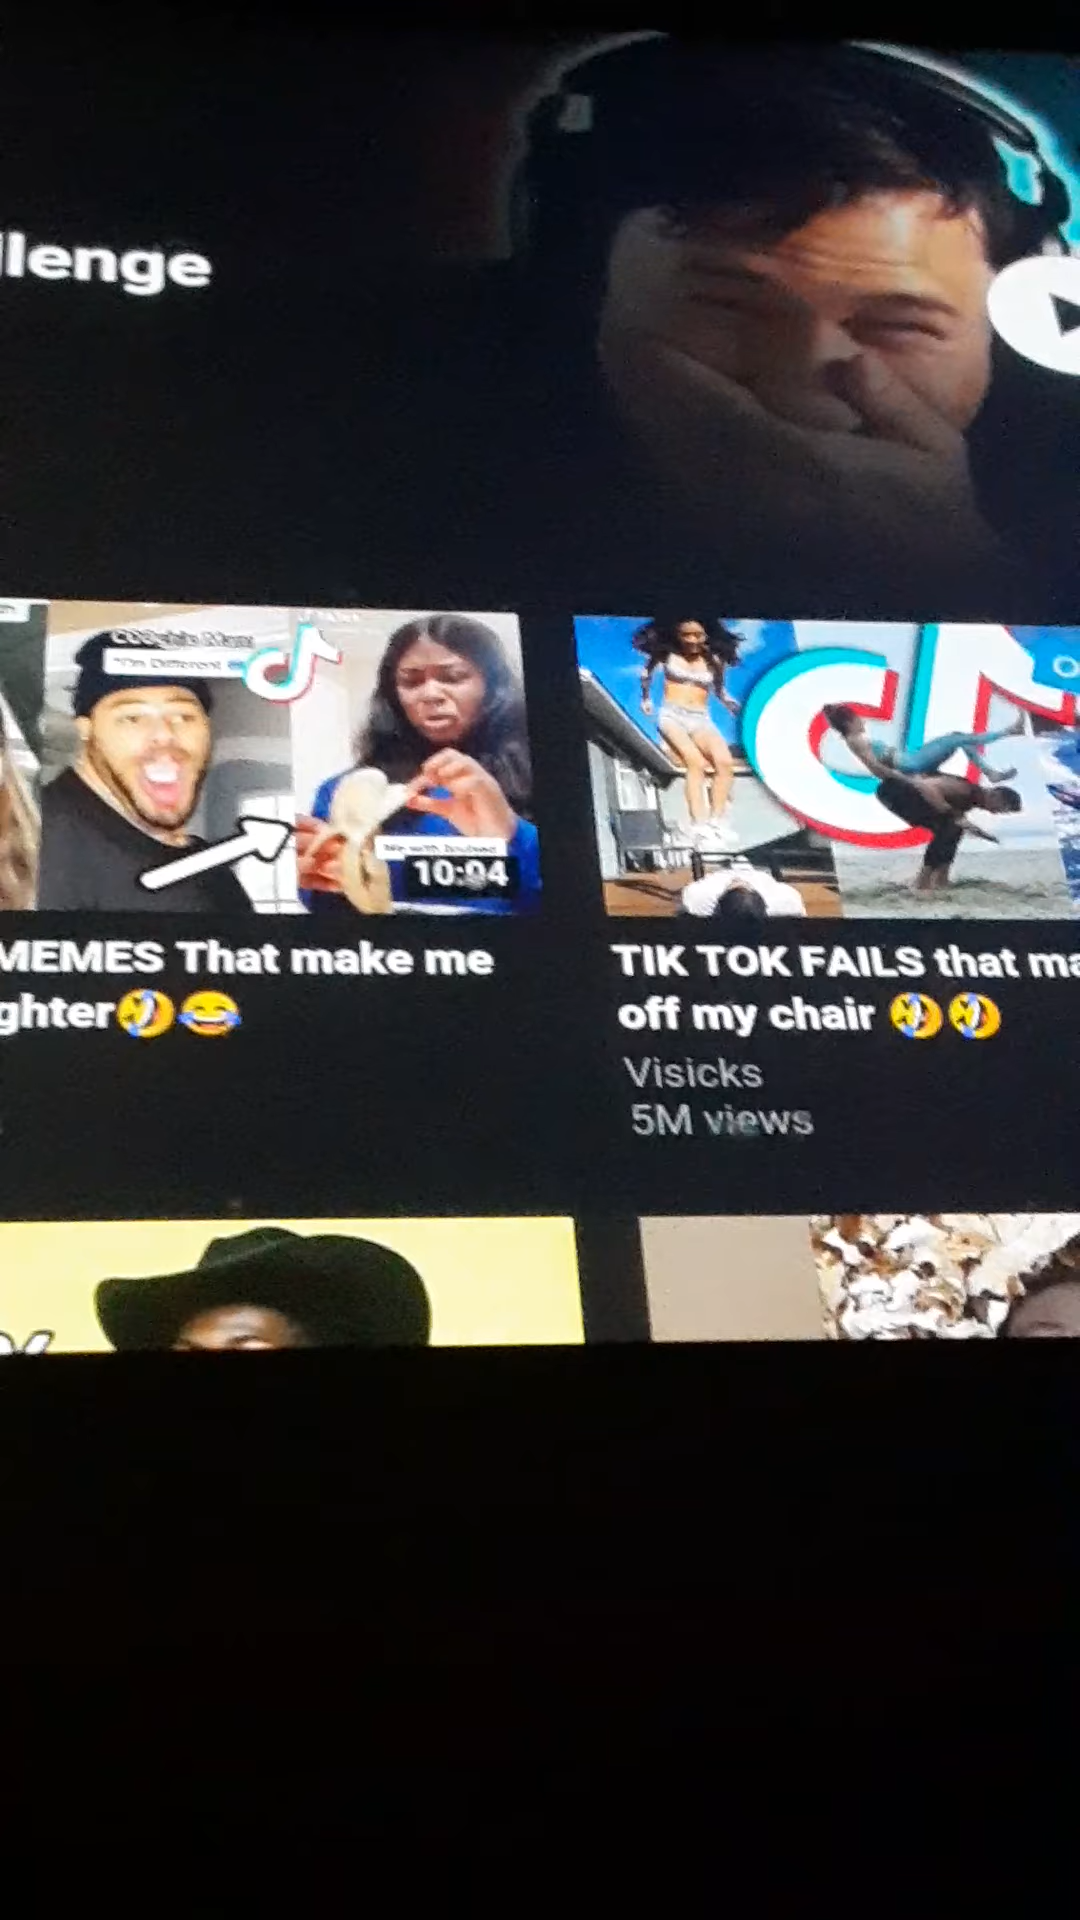 llenge
"I'm Different
10:04
MEMES That make me
ghter🤣😂
TIK TOK FAILS that ma
off my chair 🤣🤣
Visicks
5M views